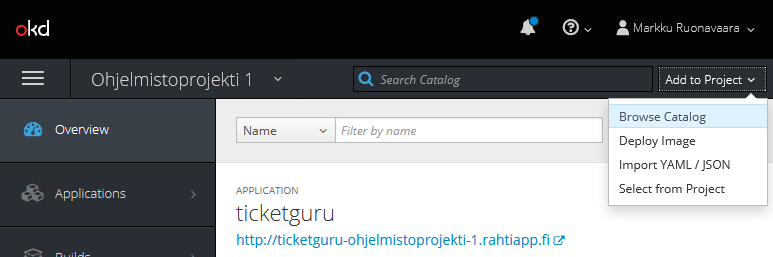 okd
Markku Ruonavaara
Ohjelmistoprojekti 1
Search Catalog
Add to Project
Browse Catalog
Deploy Image
Import YAML / JSON
Select from Project
Overview
Applications
Builds
Name
Filter by name
APPLICATION
ticketguru
http://ticketguru-ohjelmistoprojekti-1.rahtiapp.fi